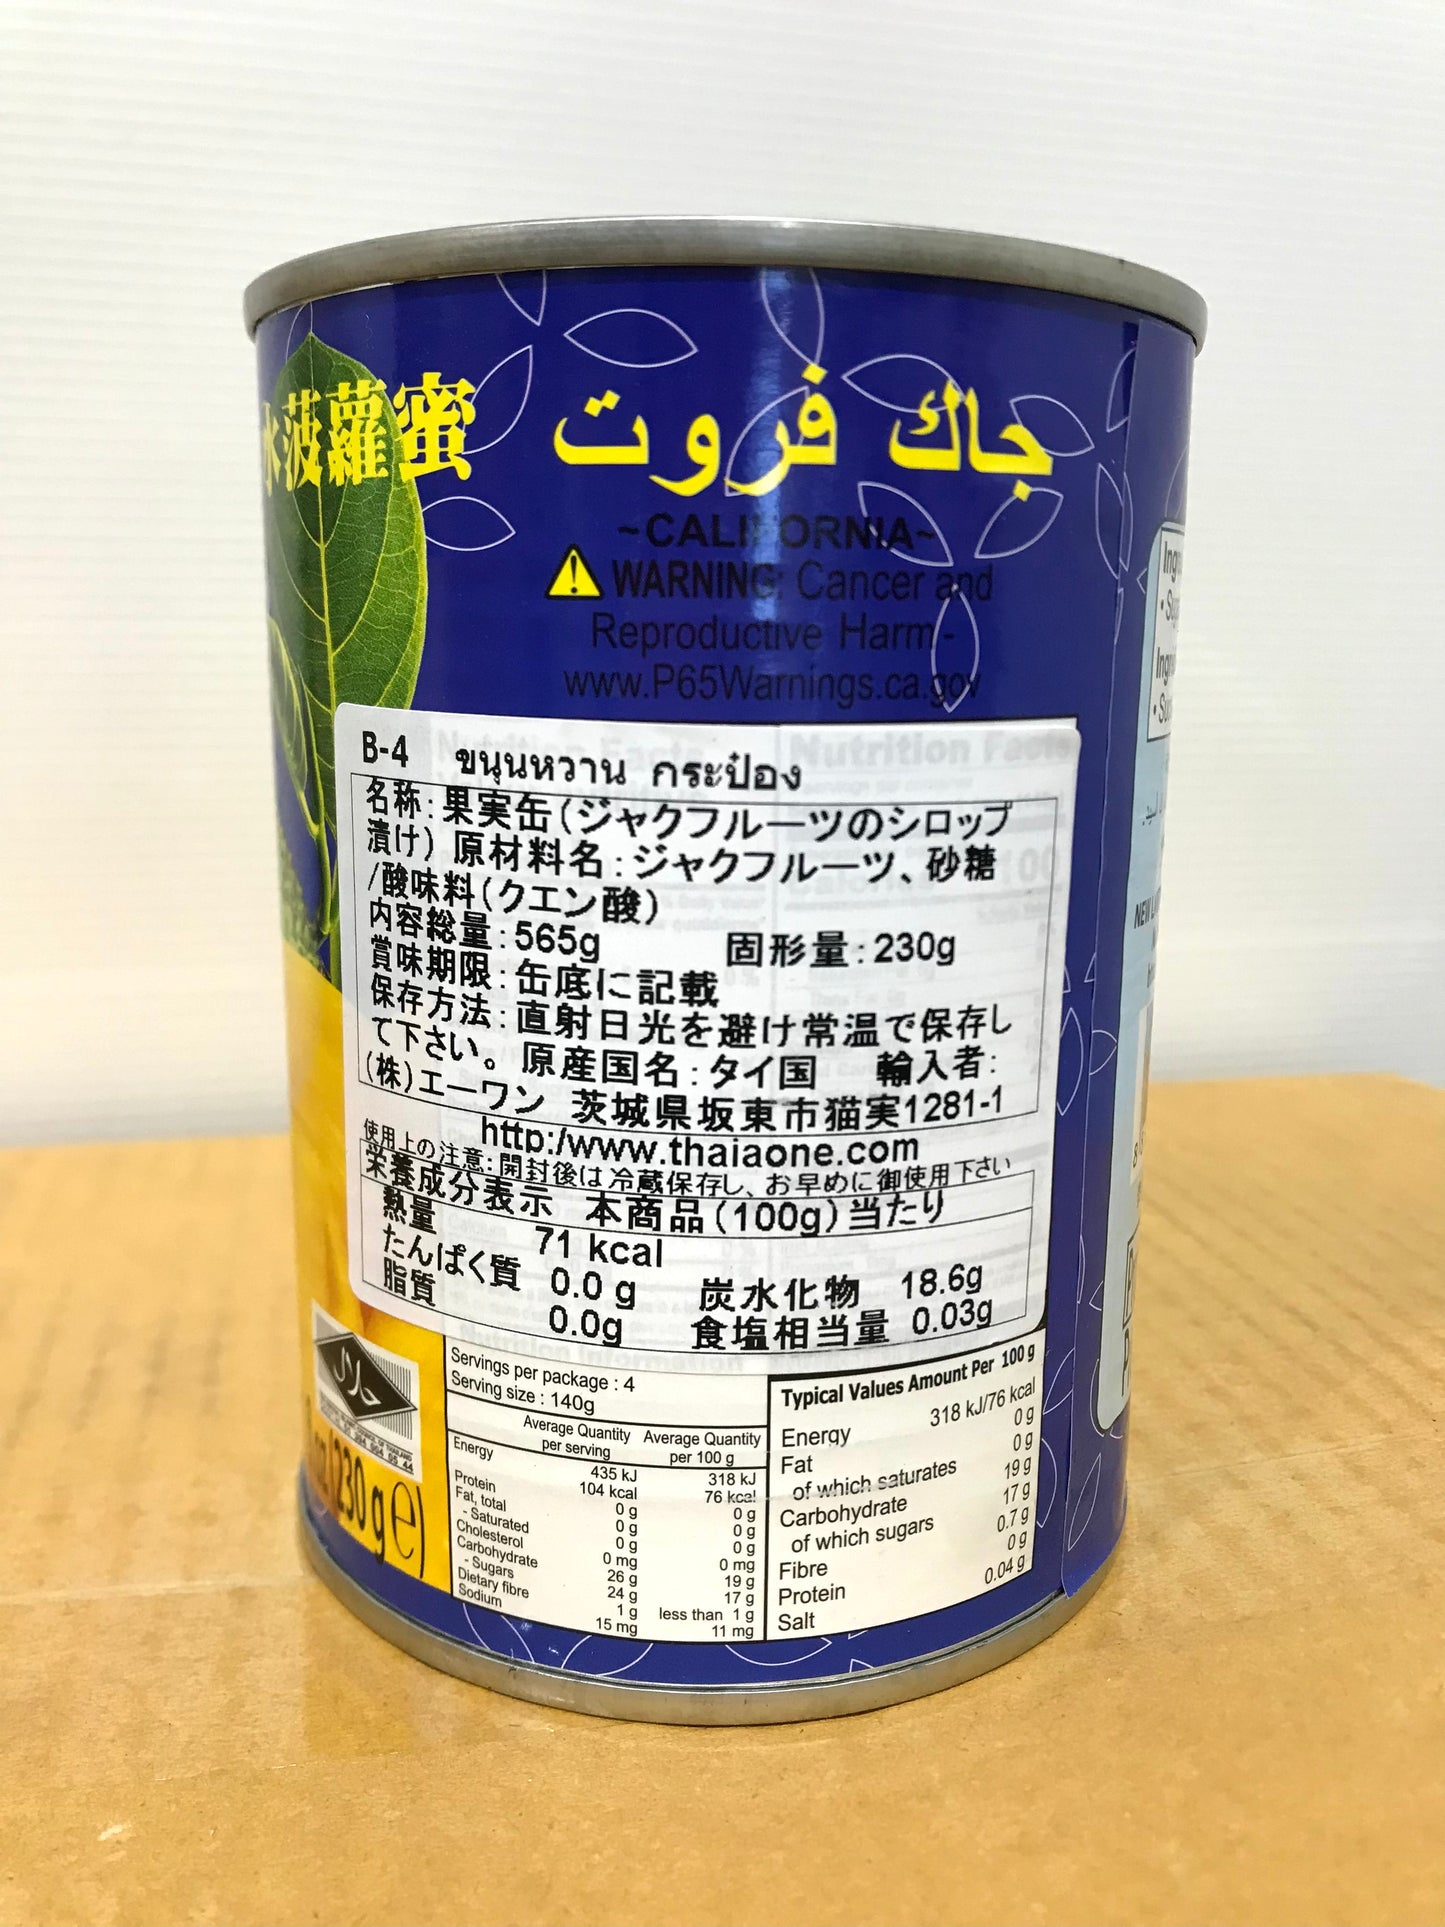 水菠蘿蜜
جاك فروت
~CALIFORNIA~
WARNING: Cancer and
Reproductive Harm -
www.P65Warnings.ca.gov
B-4 ขนุนหวาน กระป๋อง
名称:果実缶(ジャクフルーツのシロップ
漬け) 原材料名:ジャクフルーツ、砂糖
/酸味料(クエン酸)
内容総量:565g 固形量:230g
賞味期限:缶底に記載
保存方法:直射日光を避け常温で保存し
て下さい。原産国名:タイ国 輸入者:
(株)エーワン 茨城県坂東市猫実1281-1
http:/www.thaiaone.com
使用上の注意:開封後は冷蔵保存し、お早めに御使用下さい
栄養成分表示 本商品(100g)当たり
熱量 71 kcal
たんぱく質 0.0 g 炭水化物 18.6g
脂質 0.0g 食塩相当量 0.03g
Nutrition Information
Servings per package : 4
Serving size : 140g
Average Quantity per serving Average Quantity per 100 g
Energy 435 kJ 318 kJ
104 kcal 76 kcal
Protein 0 g 0 g
Fat, total 0 g 0 g
- Saturated 0 g 0 g
Cholesterol 0 mg 0 mg
Carbohydrate 26 g 19 g
- Sugars 24 g 17 g
Dietary fibre 1 g less than 1 g
Sodium 15 mg 11 mg
Typical Values Amount Per 100 g
Energy 318 kJ/76 kcal
Fat 0 g
of which saturates 0 g
Carbohydrate 19 g
of which sugars 17 g
Fibre 0.7 g
Protein 0 g
Salt 0.04 g
حلال
230 g e)
Nutrition Facts